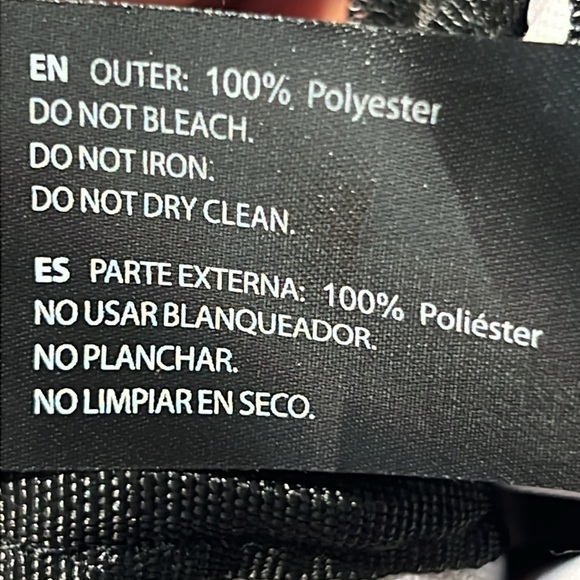 EN OUTER: 100% Polyester
DO NOT BLEACH.
DO NOT IRON.
DO NOT DRY CLEAN.
ES PARTE EXTERNA: 100% Poliéster
NO USAR BLANQUEADOR.
NO PLANCHAR.
NO LIMPIAR EN SECO.